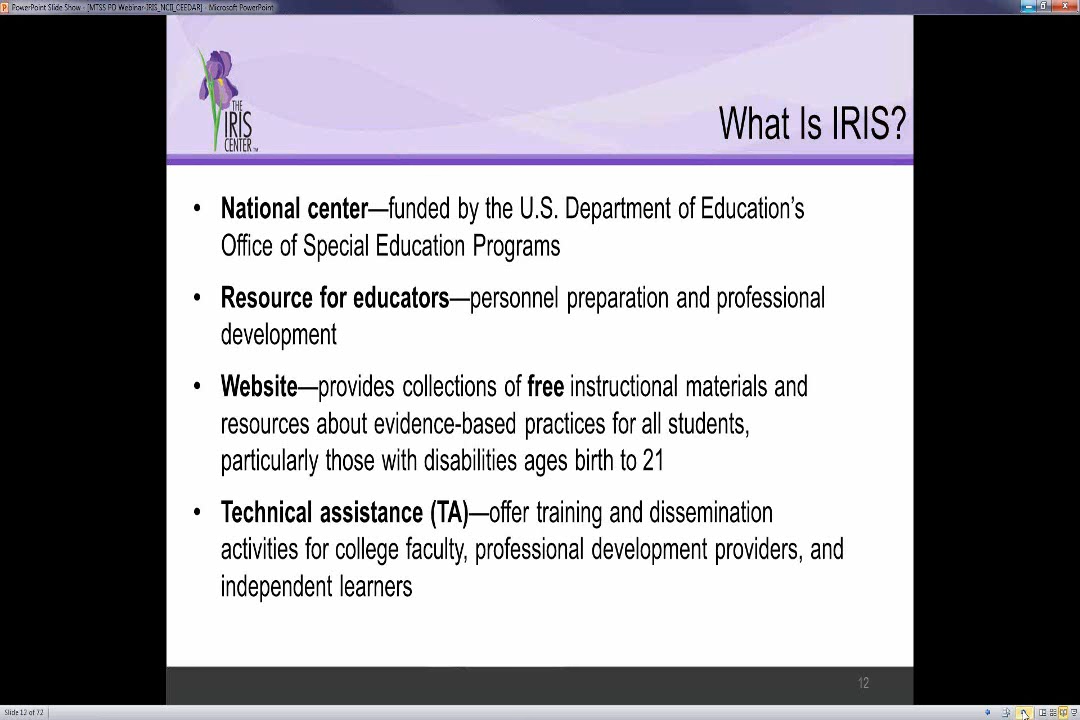 PowerPoint Slide Show - [MTSS PD Webinar-IRIS_NCII_CEEDAR] - Microsoft PowerPoint
THE
IRIS
CENTER™
What Is IRIS?
• National center—funded by the U.S. Department of Education’s
Office of Special Education Programs
• Resource for educators—personnel preparation and professional
development
• Website—provides collections of free instructional materials and
resources about evidence-based practices for all students,
particularly those with disabilities ages birth to 21
• Technical assistance (TA)—offer training and dissemination
activities for college faculty, professional development providers, and
independent learners
12
Slide 12 of 72